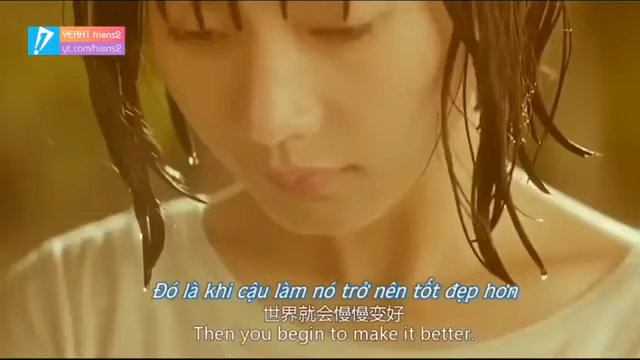 YEAH1 hiens2
yt.com/hiens2
Đó là khi cậu làm nó trở nên tốt đẹp hơn
世界就会慢慢变好
Then you begin to make it better.